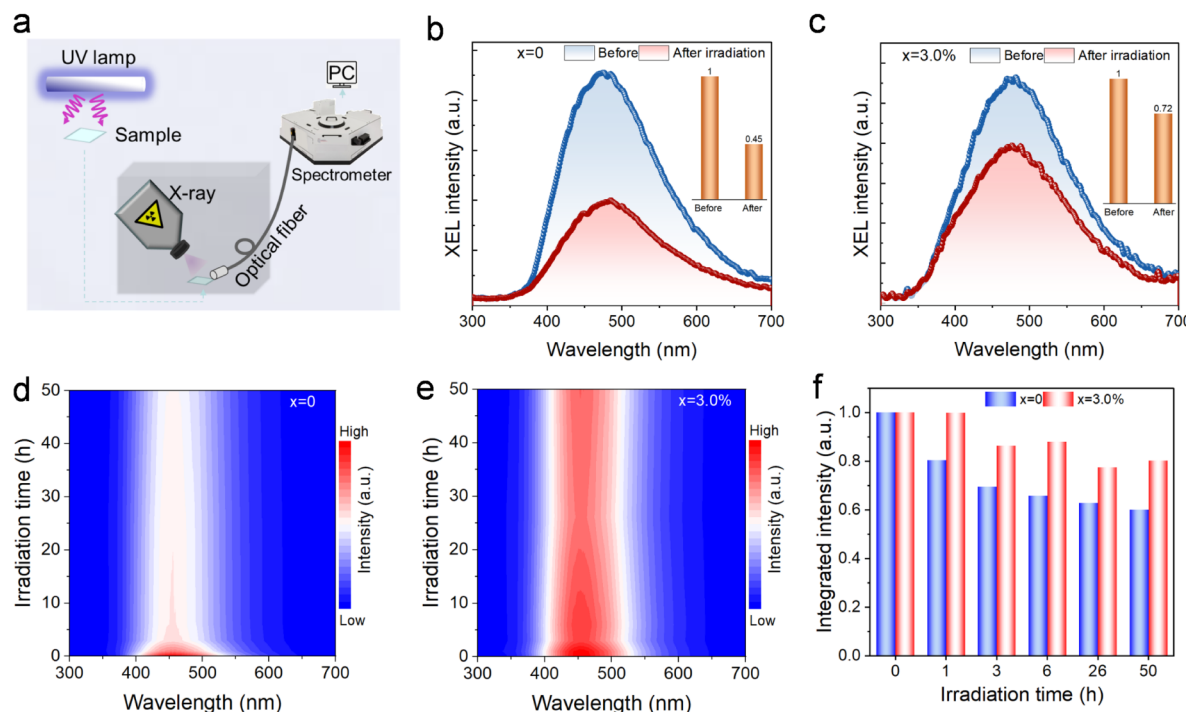 a
UV lamp
PC
Sample
Spectrometer
X-ray
Optical fiber
b
x=0
Before
After irradiation
1
0.45
Before
After
XEL intensity (a.u.)
300
400
500
600
700
Wavelength (nm)
c
x=3.0%
Before
After irradiation
1
0.72
Before
After
XEL intensity (a.u.)
300
400
500
600
700
Wavelength (nm)
d
x=0
50
40
30
20
10
0
Irradiation time (h)
300
400
500
600
700
Wavelength (nm)
High
Low
Intensity (a.u.)
e
x=3.0%
50
40
30
20
10
0
Irradiation time (h)
300
400
500
600
700
Wavelength (nm)
High
Low
Intensity (a.u.)
f
x=0
x=3.0%
1.0
0.8
0.6
0.4
0.2
0.0
Integrated intensity (a.u.)
0
1
3
6
26
50
Irradiation time (h)